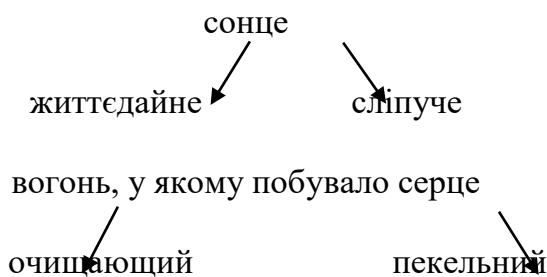 сонце
життєдайне сліпуче
вогонь, у якому побувало серце
очищающий пекельний